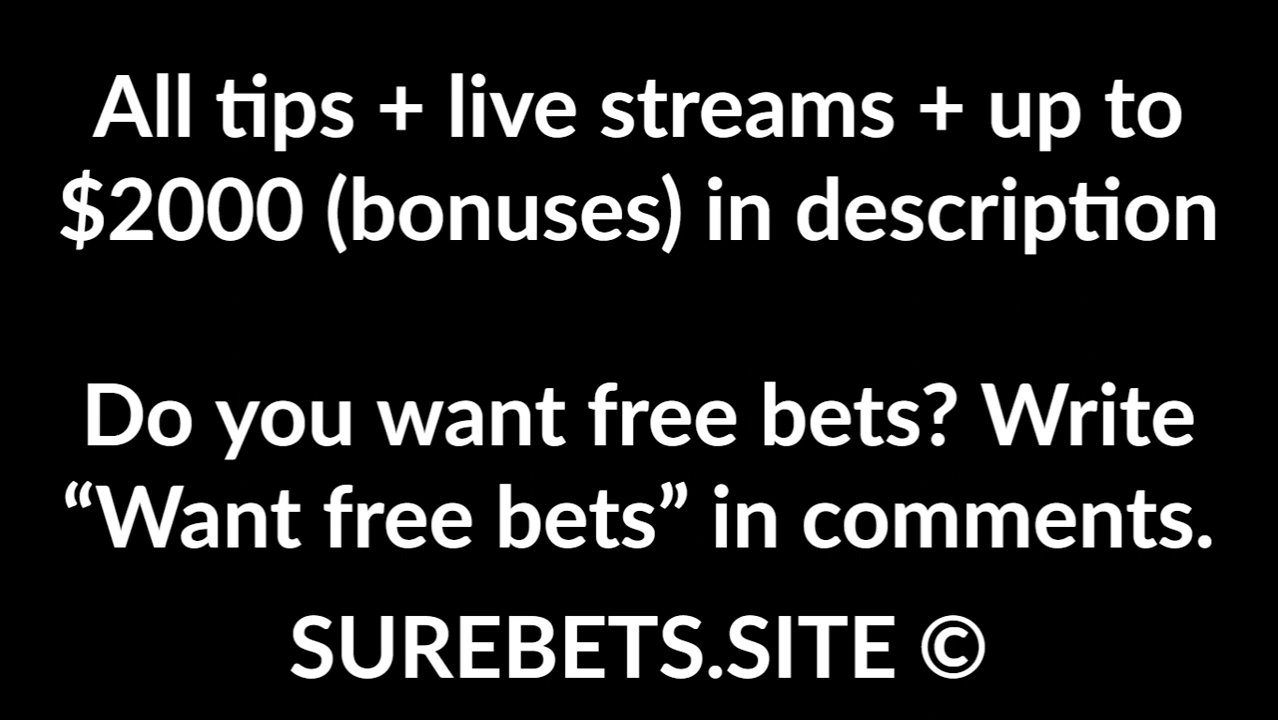 All tips + live streams + up to
$2000 (bonuses) in description
Do you want free bets? Write
“Want free bets” in comments.
SUREBETS.SITE ©